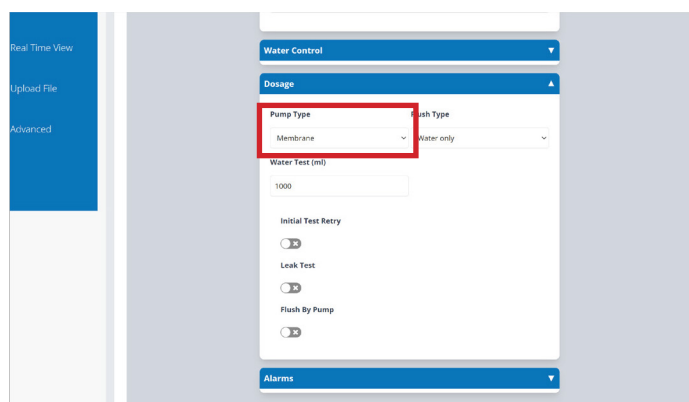 Real Time View
Upload File
Advanced
Water Control
Dosage
Pump Type
ush Type
Membrane
Water only
Water Test (ml)
1000
Initial Test Retry
Leak Test
Flush By Pump
Alarms